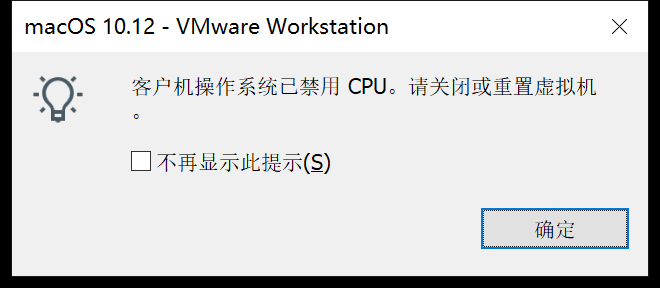 macOS 10.12 - VMware Workstation
客户机操作系统已禁用 CPU。请关闭或重置虚拟机
。
不再显示此提示(S)
确定